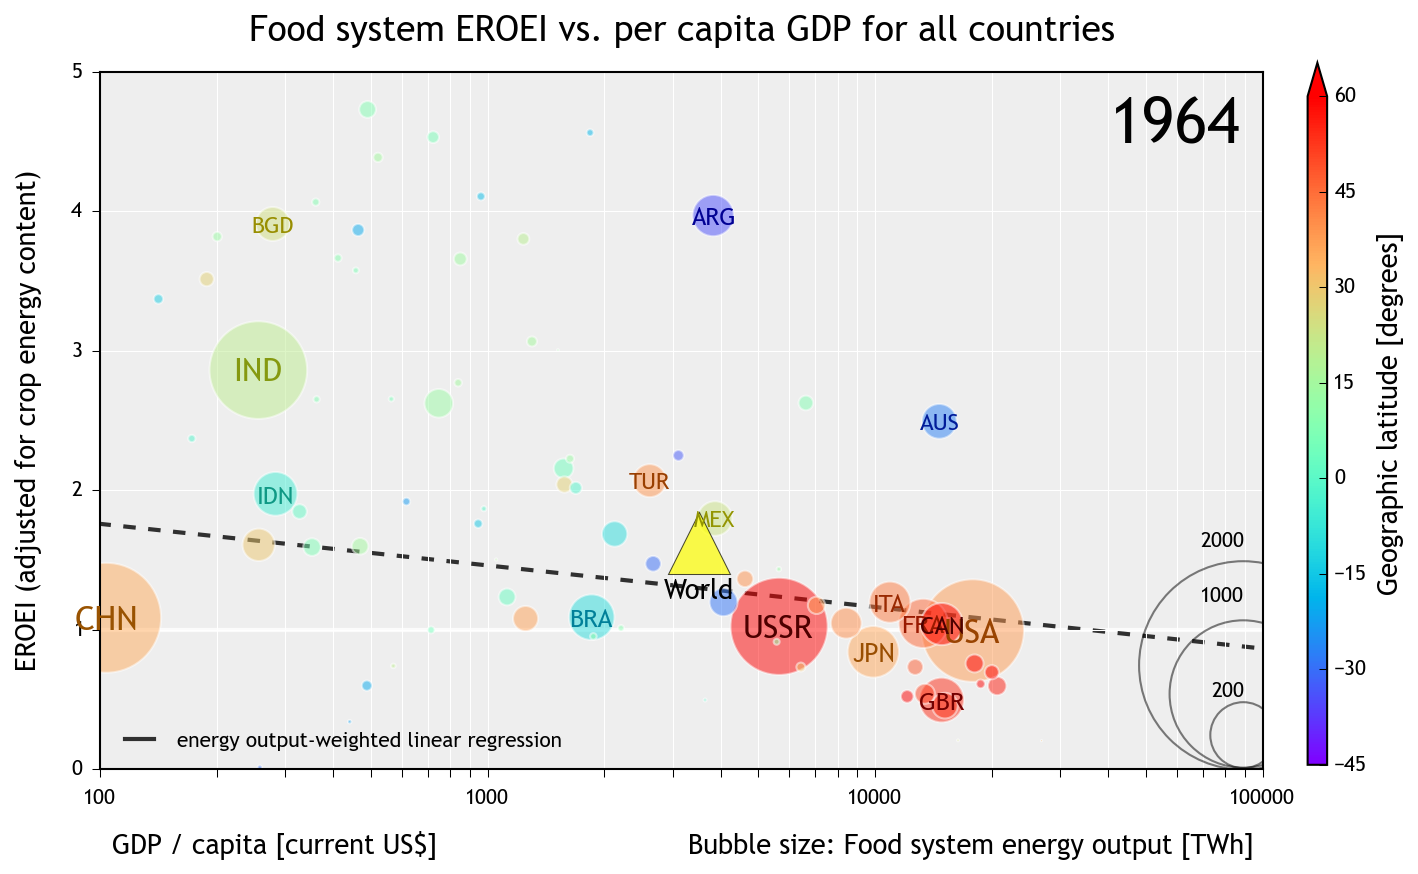 Food system EROEI vs. per capita GDP for all countries
1964
EROEI (adjusted for crop energy content)
5
4
3
2
1
0
BGD
ARG
IND
AUS
TUR
IDN
MEX
World
CHN
BRA
USSR
ITA
FRA
CAN
USA
JPN
GBR
2000
1000
200
energy output-weighted linear regression
100
1000
10000
100000
GDP / capita [current US$]
Bubble size: Food system energy output [TWh]
60
45
30
15
0
−15
−30
−45
Geographic latitude [degrees]